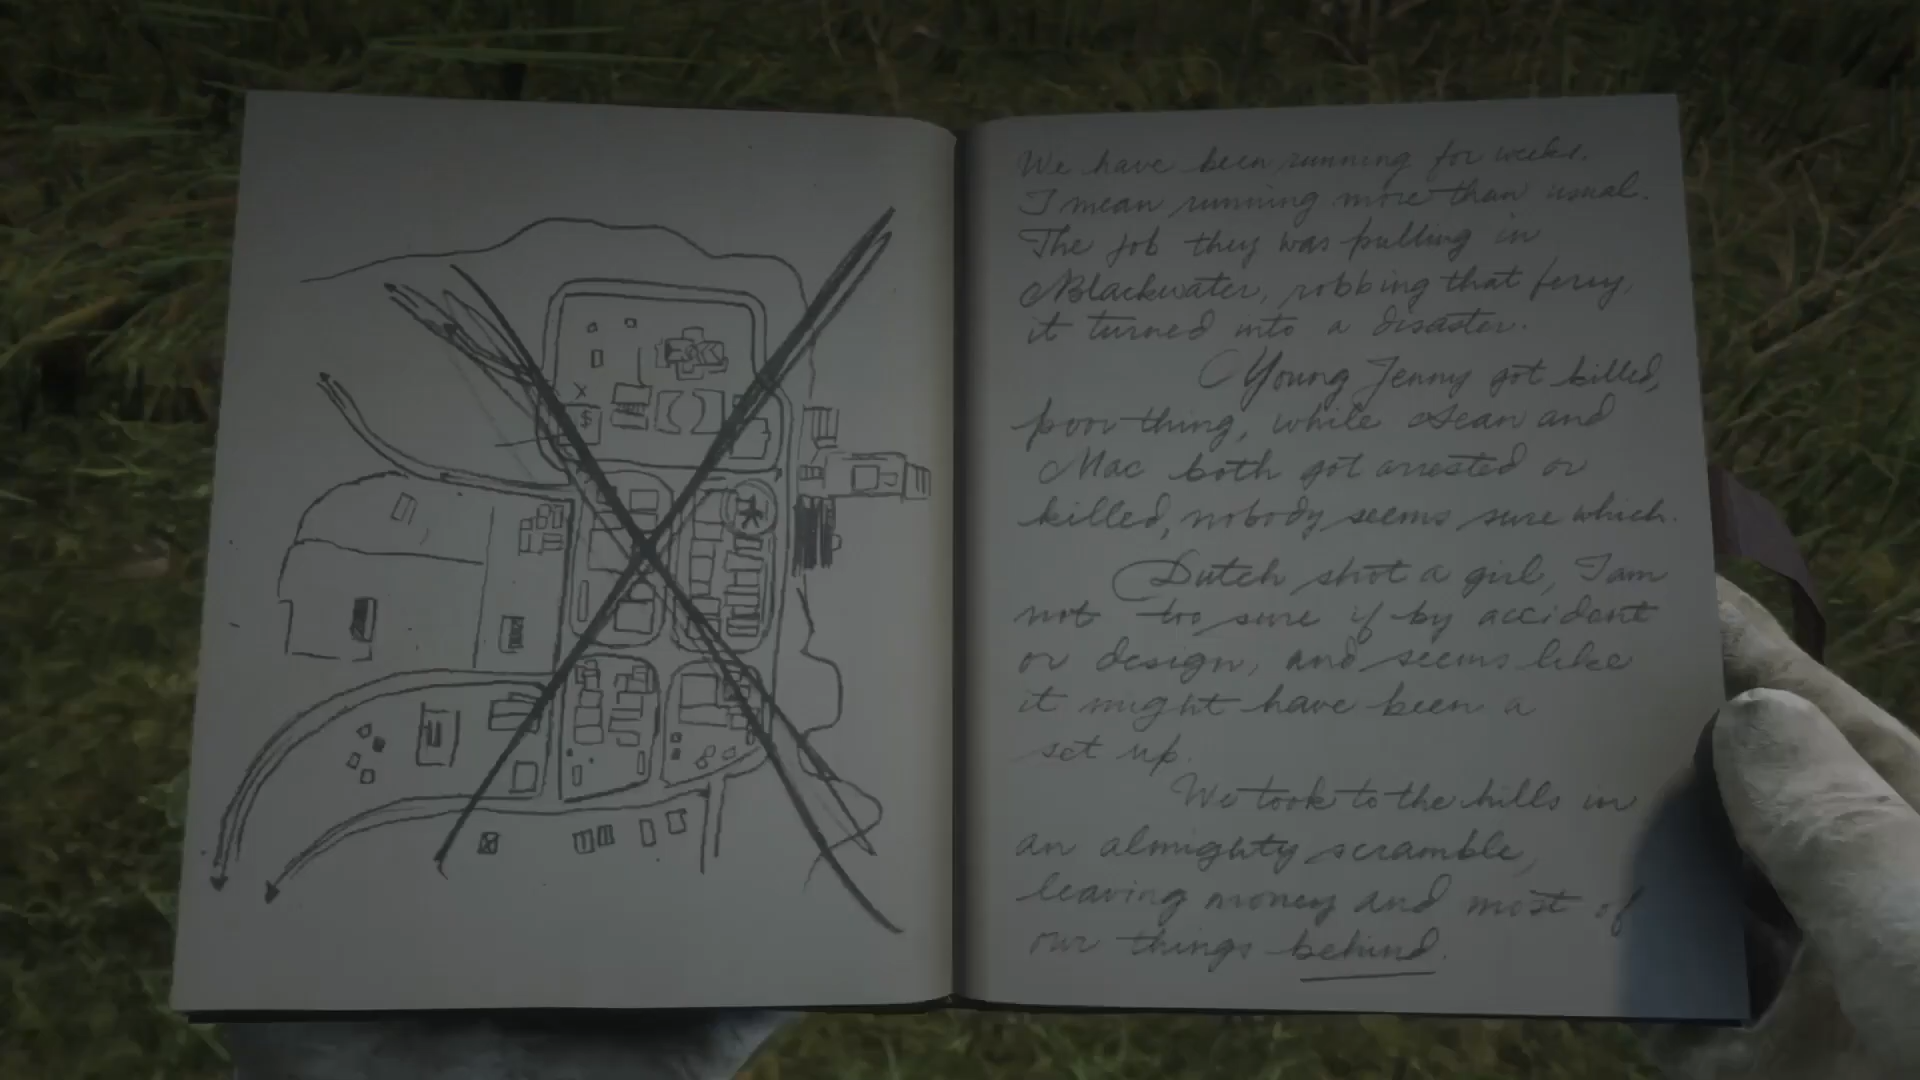 $
We have been running for weeks.
I mean running more than usual.
The job they was pulling in
Blackwater, robbing that ferry,
it turned into a disaster.
Young Jenny got killed,
poor thing, while Sean and
Mac both got arrested or
killed, nobody seems sure which.
Dutch shot a girl, I am
not too sure if by accident
or design, and seems like
it might have been a
set up.
We took to the hills in
an almighty scramble,
leaving money and most of
our things behind.